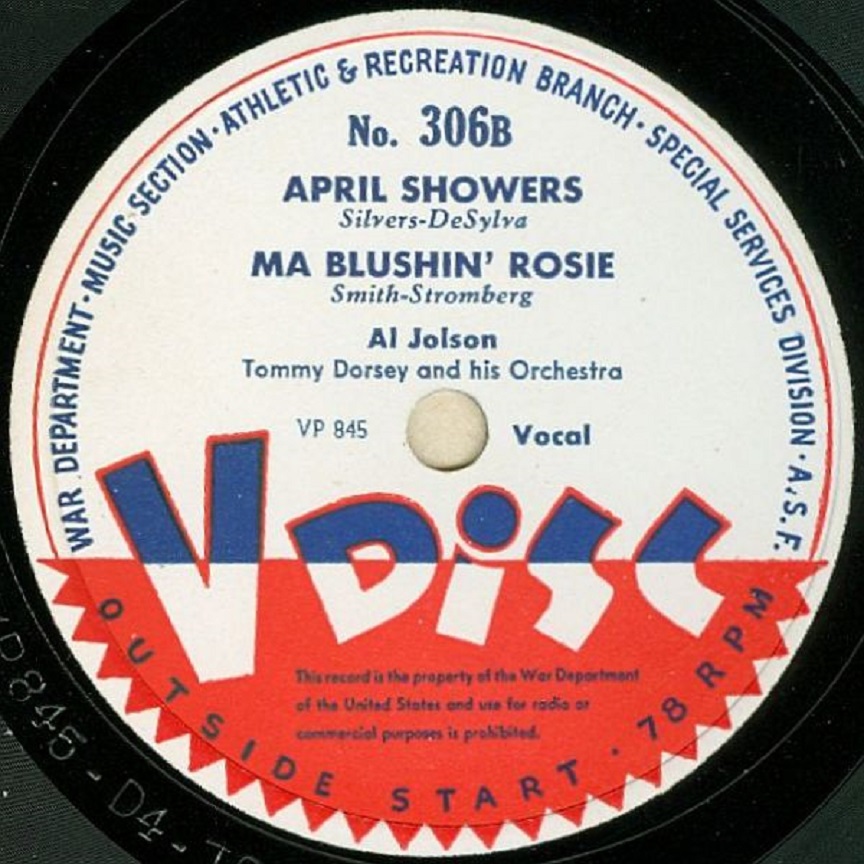 WAR DEPARTMENT · MUSIC SECTION · ATHLETIC & RECREATION BRANCH · SPECIAL SERVICES DIVISION · A.S.F.
No. 306B
APRIL SHOWERS
Silvers-DeSylva
MA BLUSHIN' ROSIE
Smith-Stromberg
Al Jolson
Tommy Dorsey and his Orchestra
VP 845 Vocal
V Disc
This record is the property of the War Department
of the United States and use for radio or
commercial purposes is prohibited.
OUTSIDE START · 78 RPM
P845 - D4 -